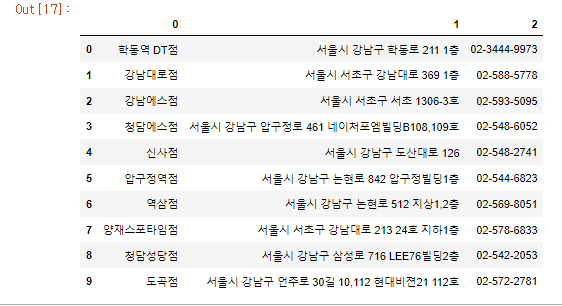 Out[17]:
0 1 2
0 학동역 DT점 서울시 강남구 학동로 211 1층 02-3444-9973
1 강남대로점 서울시 서초구 강남대로 369 1층 02-588-5778
2 강남에스점 서울시 서초구 서초 1306-3호 02-593-5095
3 청담에스점 서울시 강남구 압구정로 461 네이처포엠빌딩B108,109호 02-548-6052
4 신사점 서울시 강남구 도산대로 126 02-548-2741
5 압구정역점 서울시 강남구 논현로 842 압구정빌딩1층 02-544-6823
6 역삼점 서울시 강남구 논현로 512 지상1,2층 02-569-8051
7 양재스포타임점 서울시 서초구 강남대로 213 24호 지하1층 02-578-6833
8 청담성당점 서울시 강남구 삼성로 716 LEE76빌딩2층 02-542-2053
9 도곡점 서울시 강남구 언주로 30길 10,112 현대비젼21 112호 02-572-2781